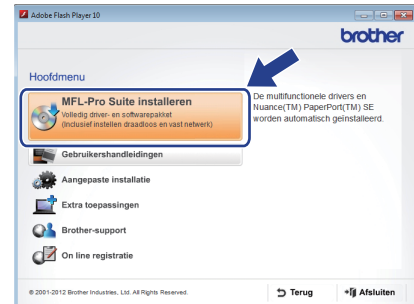 Adobe Flash Player 10
brother
Hoofdmenu
MFL-Pro Suite installeren
Volledig driver- en softwarepakket
(Inclusief instellen draadloos en vast netwerk)
De multifunctionele drivers en
Nuance(TM) PaperPort(TM) SE
worden automatisch geïnstalleerd.
Gebruikershandleidingen
Aangepaste installatie
Extra toepassingen
Brother-support
On line registratie
© 2001-2012 Brother Industries, Ltd. All Rights Reserved.
Terug
Afsluiten